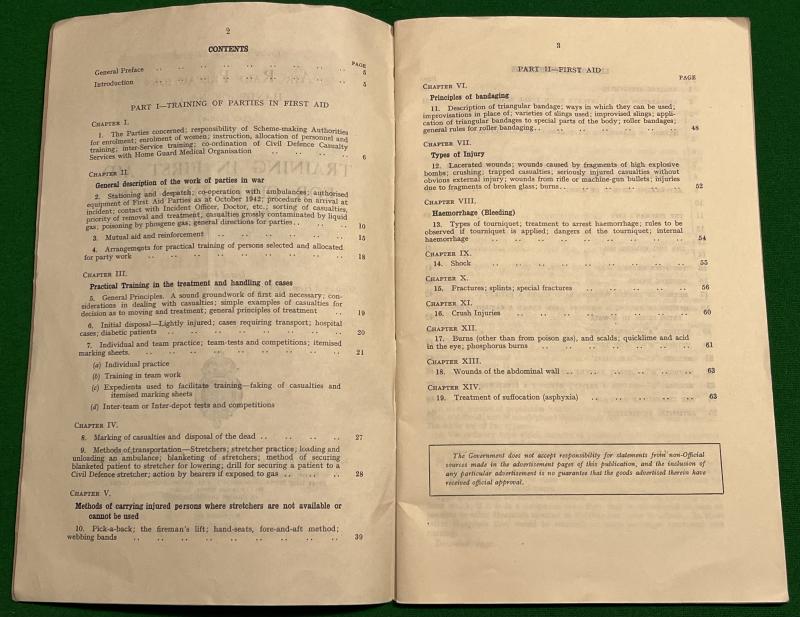 2
CONTENTS
PAGE
General Preface .. .. .. .. .. .. .. .. 5
Introduction .. .. .. .. .. .. .. .. 5
PART I—TRAINING OF PARTIES IN FIRST AID
CHAPTER I.
1. The Parties concerned; responsibility of Scheme-making Authorities
for enrolment; enrolment of women; instruction, allocation of personnel and
training; inter-Service training; co-ordination of Civil Defence Casualty
Services with Home Guard Medical Organisation .. .. .. .. 6
CHAPTER II.
General description of the work of parties in war
2. Stationing and despatch; co-operation with ambulances; authorised
equipment of First Aid Parties as at October 1942; procedure on arrival at
incident; contact with Incident Officer, Doctor, etc.; sorting of casualties,
priority of removal and treatment, casualties grossly contaminated by liquid
gas; poisoning by phosgene gas; general directions for parties .. .. .. 10
3. Mutual aid and reinforcement .. .. .. .. .. .. 15
4. Arrangements for practical training of persons selected and allocated
for party work .. .. .. .. .. .. .. .. 18
CHAPTER III.
Practical Training in the treatment and handling of cases
5. General Principles. A sound groundwork of first aid necessary; con-
siderations in dealing with casualties; simple examples of casualties for
decision as to moving and treatment; general principles of treatment .. 19
6. Initial disposal—Lightly injured; cases requiring transport; hospital
cases; diabetic patients .. .. .. .. .. .. .. 20
7. Individual and team practice; team-tests and competitions; itemised
marking sheets. .. .. .. .. .. .. .. .. 21
(a) Individual practice
(b) Training in team work
(c) Expedients used to facilitate training—faking of casualties and
itemised marking sheets
(d) Inter-team or Inter-depot tests and competitions
CHAPTER IV.
8. Marking of casualties and disposal of the dead .. .. .. .. 27
9. Methods of transportation—Stretchers; stretcher practice; loading and
unloading an ambulance; blanketing of stretchers; method of securing
blanketed patient to stretcher for lowering; drill for securing a patient to a
Civil Defence stretcher; action by bearers if exposed to gas .. .. .. 28
CHAPTER V.
Methods of carrying injured persons where stretchers are not available or
cannot be used
10. Pick-a-back; the fireman's lift; hand-seats, fore-and-aft method;
webbing bands .. .. .. .. .. .. .. .. 39
3
PART II—FIRST AID
PAGE
CHAPTER VI.
Principles of bandaging
11. Description of triangular bandage; ways in which they can be used;
improvisations in place of; varieties of slings used; improvised slings; appli-
cation of triangular bandages to special parts of the body; roller bandages;
general rules for roller bandaging .. .. .. .. .. .. 48
CHAPTER VII.
Types of Injury
12. Lacerated wounds; wounds caused by fragments of high explosive
bombs; crushing; trapped casualties; seriously injured casualties without
obvious external injury; wounds from rifle or machine-gun bullets; injuries
due to fragments of broken glass; burns .. .. .. .. .. 52
CHAPTER VIII.
Haemorrhage (Bleeding)
13. Types of tourniquet; treatment to arrest haemorrhage; rules to be
observed if tourniquet is applied; dangers of the tourniquet; internal
haemorrhage .. .. .. .. .. .. .. .. 54
CHAPTER IX.
14. Shock .. .. .. .. .. .. .. .. 55
CHAPTER X.
15. Fractures; splints; special fractures .. .. .. .. .. 56
CHAPTER XI.
16. Crush Injuries .. .. .. .. .. .. .. 60
CHAPTER XII.
17. Burns (other than from poison gas), and scalds; quicklime and acid
in the eye; phosphorus burns .. .. .. .. .. .. 61
CHAPTER XIII.
18. Wounds of the abdominal wall .. .. .. .. .. .. 63
CHAPTER XIV.
19. Treatment of suffocation (asphyxia) .. .. .. .. .. 63
The Government does not accept responsibility for statements from non-Official
sources made in the advertisement pages of this publication, and the inclusion of
any particular advertisement is no guarantee that the goods advertised therein have
received official approval.